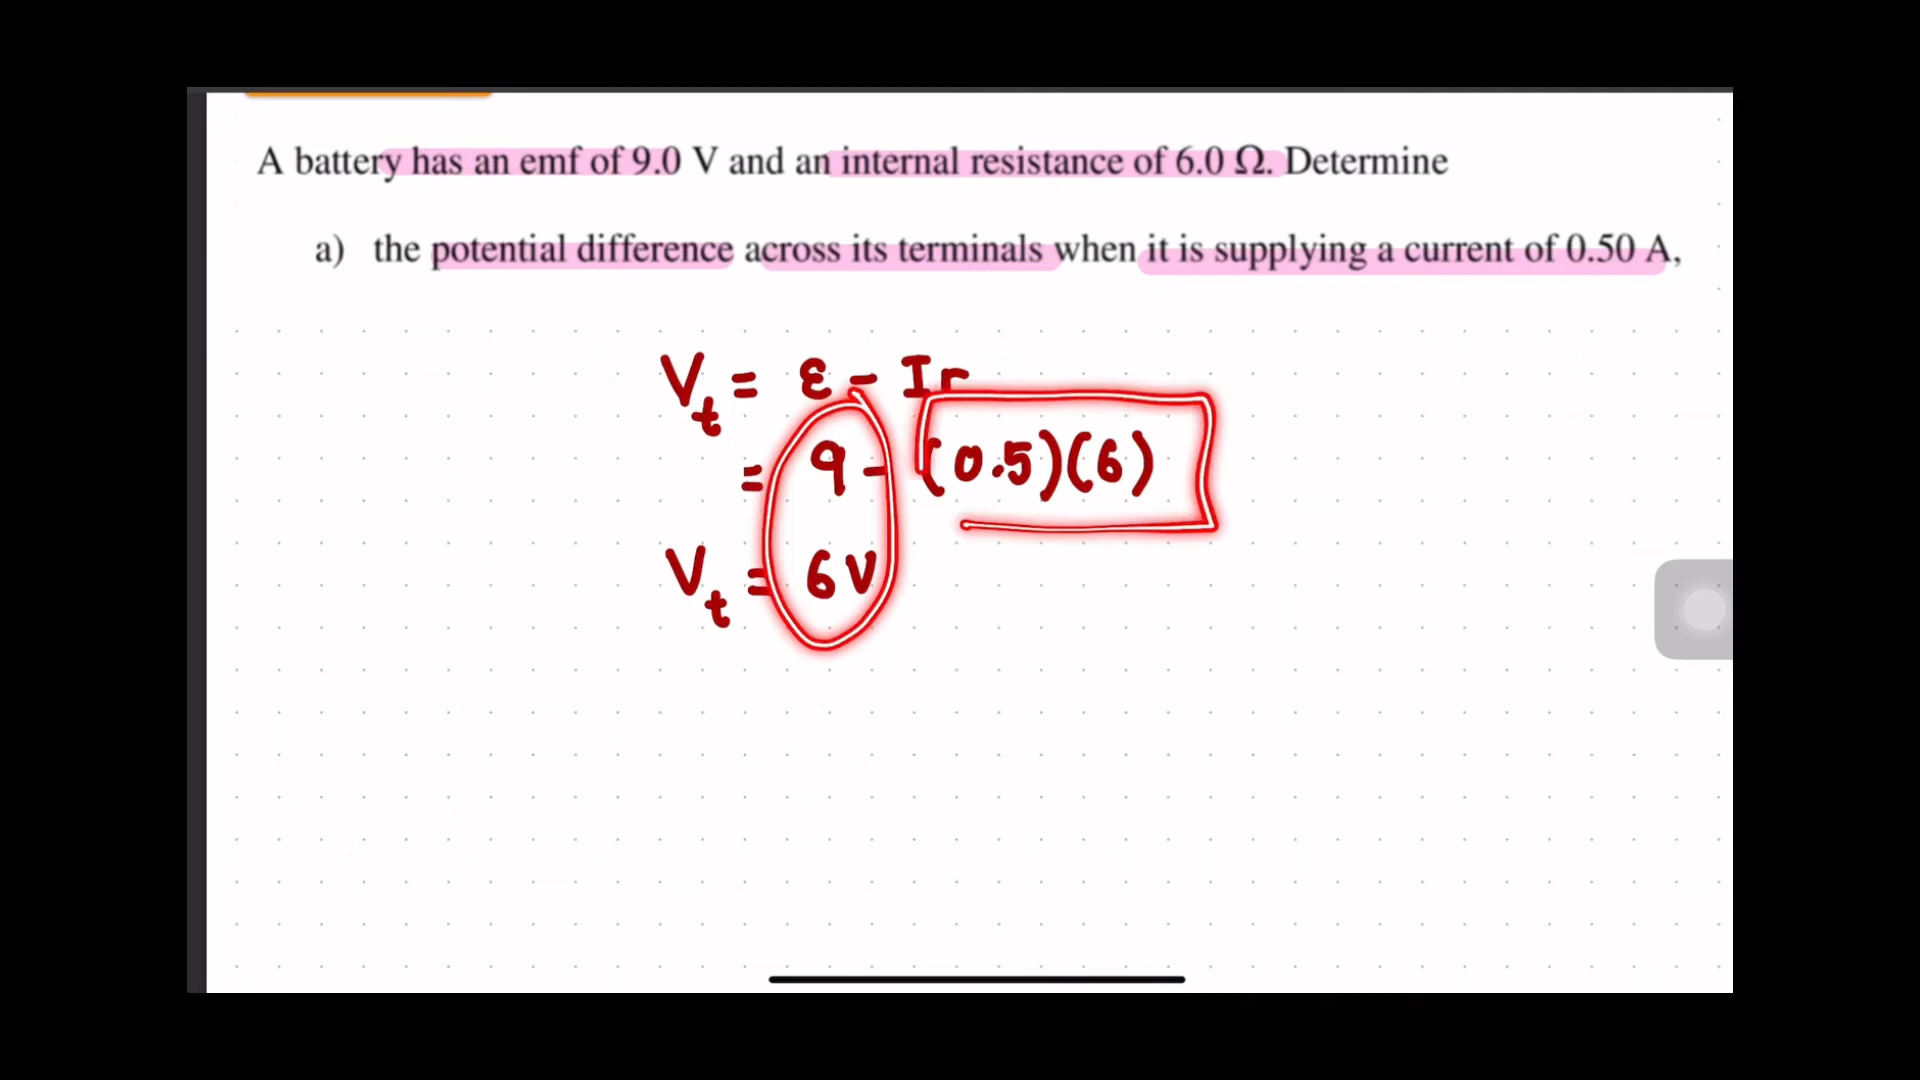 A battery has an emf of 9.0 V and an internal resistance of 6.0 Ω. Determine
a) the potential difference across its terminals when it is supplying a current of 0.50 A,
Vt = ε - Ir
= 9 - (0.5)(6)
Vt = 6V